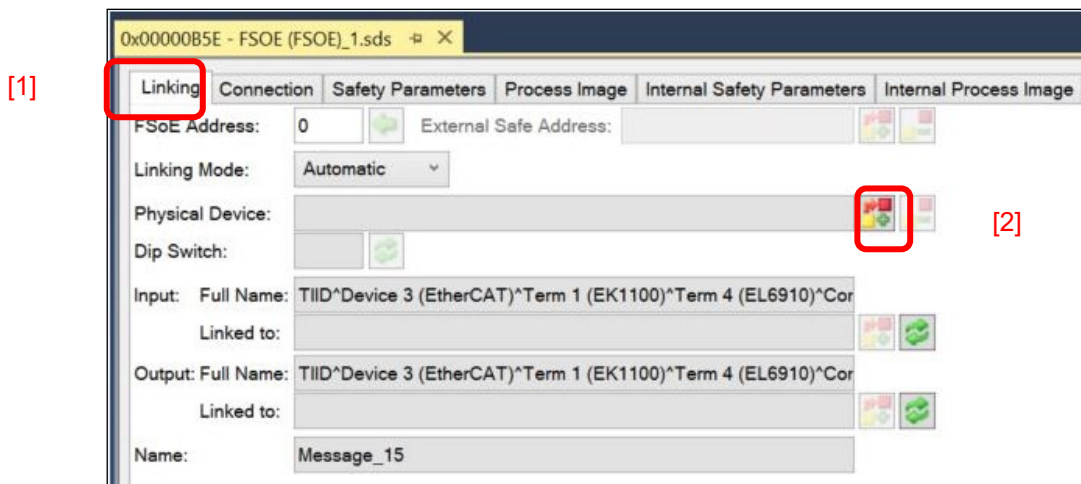 0x00000B5E - FSOE (FSOE)_1.sds
[1]
Linking Connection Safety Parameters Process Image Internal Safety Parameters Internal Process Image
FSoE Address: 0 External Safe Address:
Linking Mode: Automatic
Physical Device:
[2]
Dip Switch:
Input: Full Name: TIID^Device 3 (EtherCAT)^Term 1 (EK1100)^Term 4 (EL6910)^Cor
Linked to:
Output: Full Name: TIID^Device 3 (EtherCAT)^Term 1 (EK1100)^Term 4 (EL6910)^Cor
Linked to:
Name: Message_15